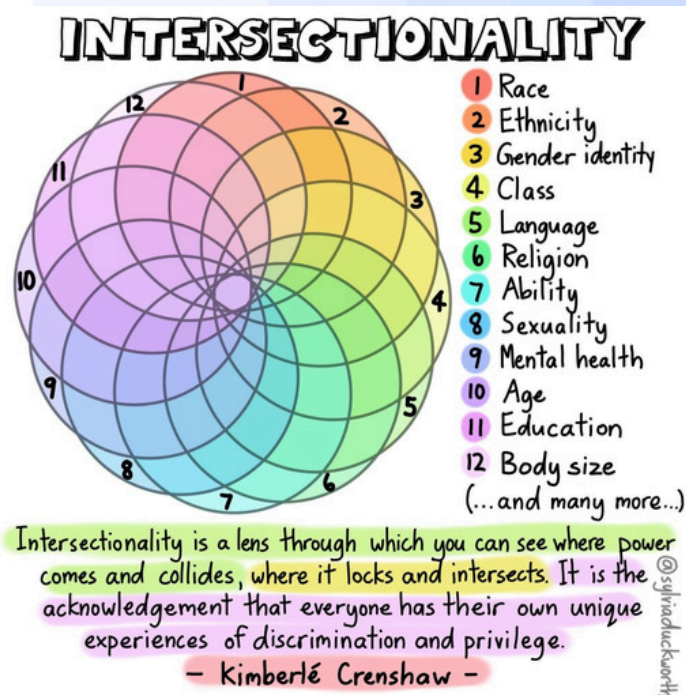 INTERSECTIONALITY
1 Race
2 Ethnicity
3 Gender identity
4 Class
5 Language
6 Religion
7 Ability
8 Sexuality
9 Mental health
10 Age
11 Education
12 Body size
(...and many more...)
1
2
3
4
5
6
7
8
9
10
11
12
Intersectionality is a lens through which you can see where power
comes and collides, where it locks and intersects. It is the
acknowledgement that everyone has their own unique
experiences of discrimination and privilege.
– Kimberlé Crenshaw –
@sylviaduckworth